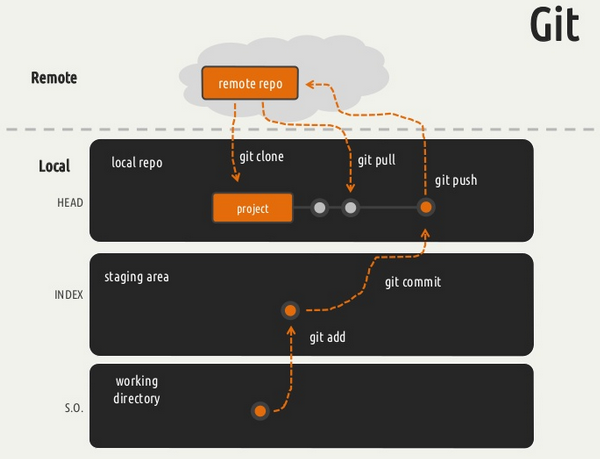 Git
Remote
remote repo
Local
local repo
git clone
git pull
git push
HEAD
project
staging area
INDEX
git commit
git add
working
directory
S.O.